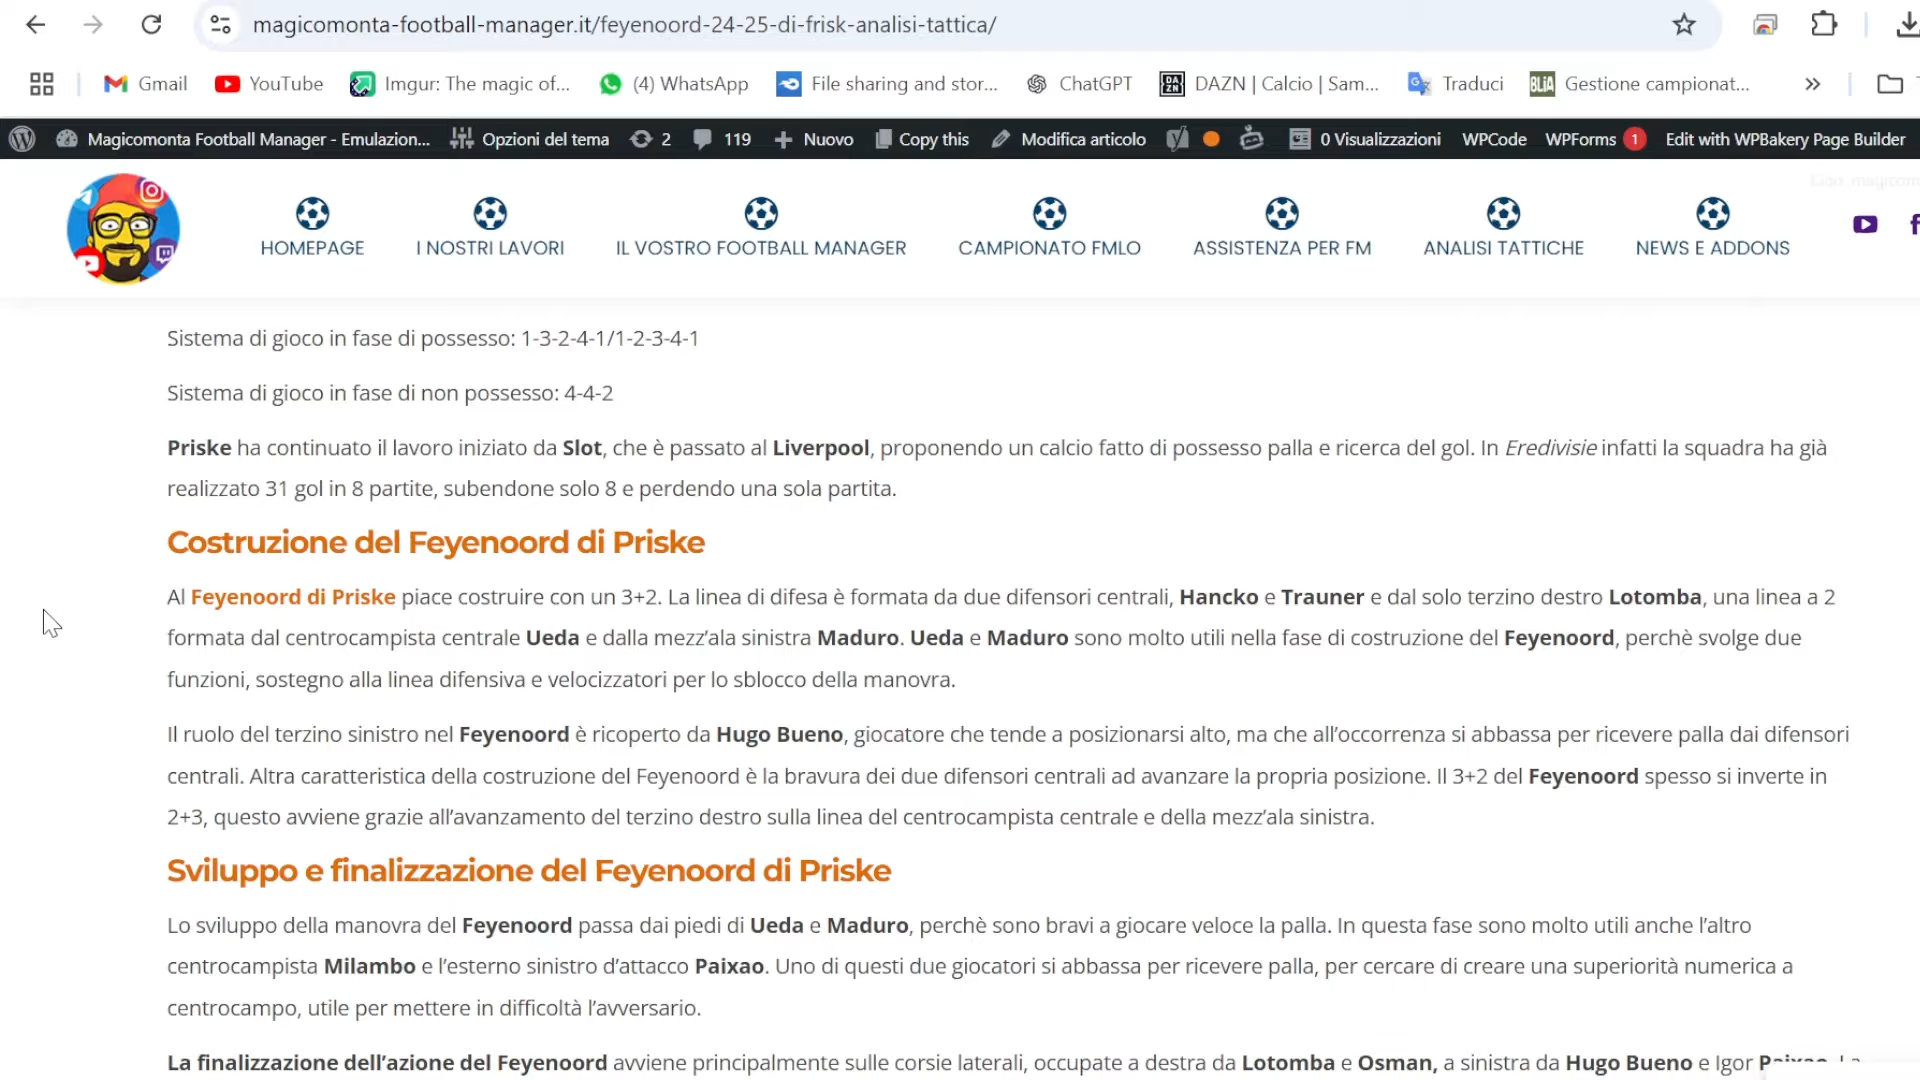 magicomonta-football-manager.it/feyenoord-24-25-di-frisk-analisi-tattica/
Gmail YouTube Imgur: The magic of... (4) WhatsApp File sharing and stor... ChatGPT DAZN | Calcio | Sam... Traduci BLIA Gestione campionat... »
Magicomonta Football Manager - Emulazion... Opzioni del tema 2 119 Nuovo Copy this Modifica articolo 0 Visualizzazioni WPCode WPForms 1 Edit with WPBakery Page Builder
HOMEPAGE I NOSTRI LAVORI IL VOSTRO FOOTBALL MANAGER CAMPIONATO FMLO ASSISTENZA PER FM ANALISI TATTICHE NEWS E ADDONS
Sistema di gioco in fase di possesso: 1-3-2-4-1/1-2-3-4-1
Sistema di gioco in fase di non possesso: 4-4-2
Priske ha continuato il lavoro iniziato da Slot, che è passato al Liverpool, proponendo un calcio fatto di possesso palla e ricerca del gol. In Eredivisie infatti la squadra ha già
realizzato 31 gol in 8 partite, subendone solo 8 e perdendo una sola partita.
Costruzione del Feyenoord di Priske
Al Feyenoord di Priske piace costruire con un 3+2. La linea di difesa è formata da due difensori centrali, Hancko e Trauner e dal solo terzino destro Lotomba, una linea a 2
formata dal centrocampista centrale Ueda e dalla mezz’ala sinistra Maduro. Ueda e Maduro sono molto utili nella fase di costruzione del Feyenoord, perchè svolge due
funzioni, sostegno alla linea difensiva e velocizzatori per lo sblocco della manovra.
Il ruolo del terzino sinistro nel Feyenoord è ricoperto da Hugo Bueno, giocatore che tende a posizionarsi alto, ma che all’occorrenza si abbassa per ricevere palla dai difensori
centrali. Altra caratteristica della costruzione del Feyenoord è la bravura dei due difensori centrali ad avanzare la propria posizione. Il 3+2 del Feyenoord spesso si inverte in
2+3, questo avviene grazie all’avanzamento del terzino destro sulla linea del centrocampista centrale e della mezz’ala sinistra.
Sviluppo e finalizzazione del Feyenoord di Priske
Lo sviluppo della manovra del Feyenoord passa dai piedi di Ueda e Maduro, perchè sono bravi a giocare veloce la palla. In questa fase sono molto utili anche l’altro
centrocampista Milambo e l’esterno sinistro d’attacco Paixao. Uno di questi due giocatori si abbassa per ricevere palla, per cercare di creare una superiorità numerica a
centrocampo, utile per mettere in difficoltà l’avversario.
La finalizzazione dell’azione del Feyenoord avviene principalmente sulle corsie laterali, occupate a destra da Lotomba e Osman, a sinistra da Hugo Bueno e Igor Paixao.